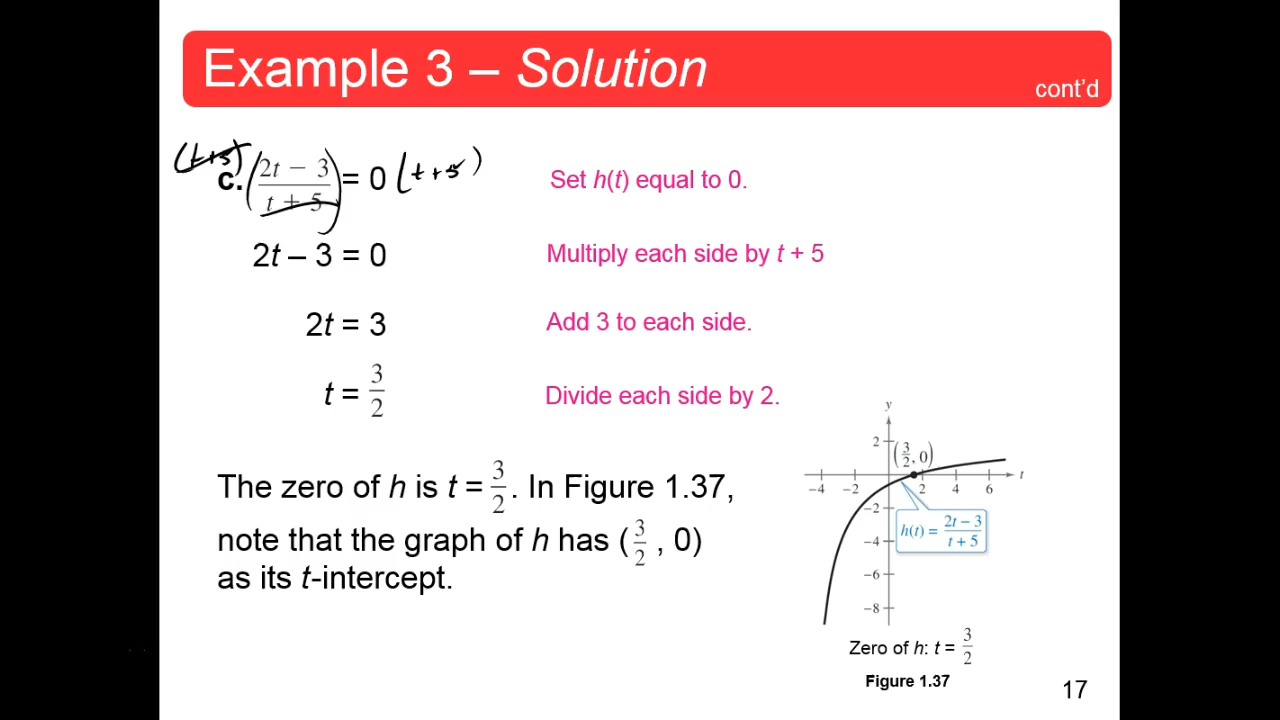 Example 3 – Solution
cont'd
(t+5)
c. (2t − 3 / t + 5) = 0 (t+5)
Set h(t) equal to 0.
2t – 3 = 0
Multiply each side by t + 5
2t = 3
Add 3 to each side.
t = 3/2
Divide each side by 2.
The zero of h is t = 3/2. In Figure 1.37,
note that the graph of h has (3/2 , 0)
as its t-intercept.
y
2
(3/2, 0)
−4 −2 2 4 6 t
−2
h(t) = 2t − 3 / t + 5
−4
−6
−8
Zero of h: t = 3/2
Figure 1.37
17